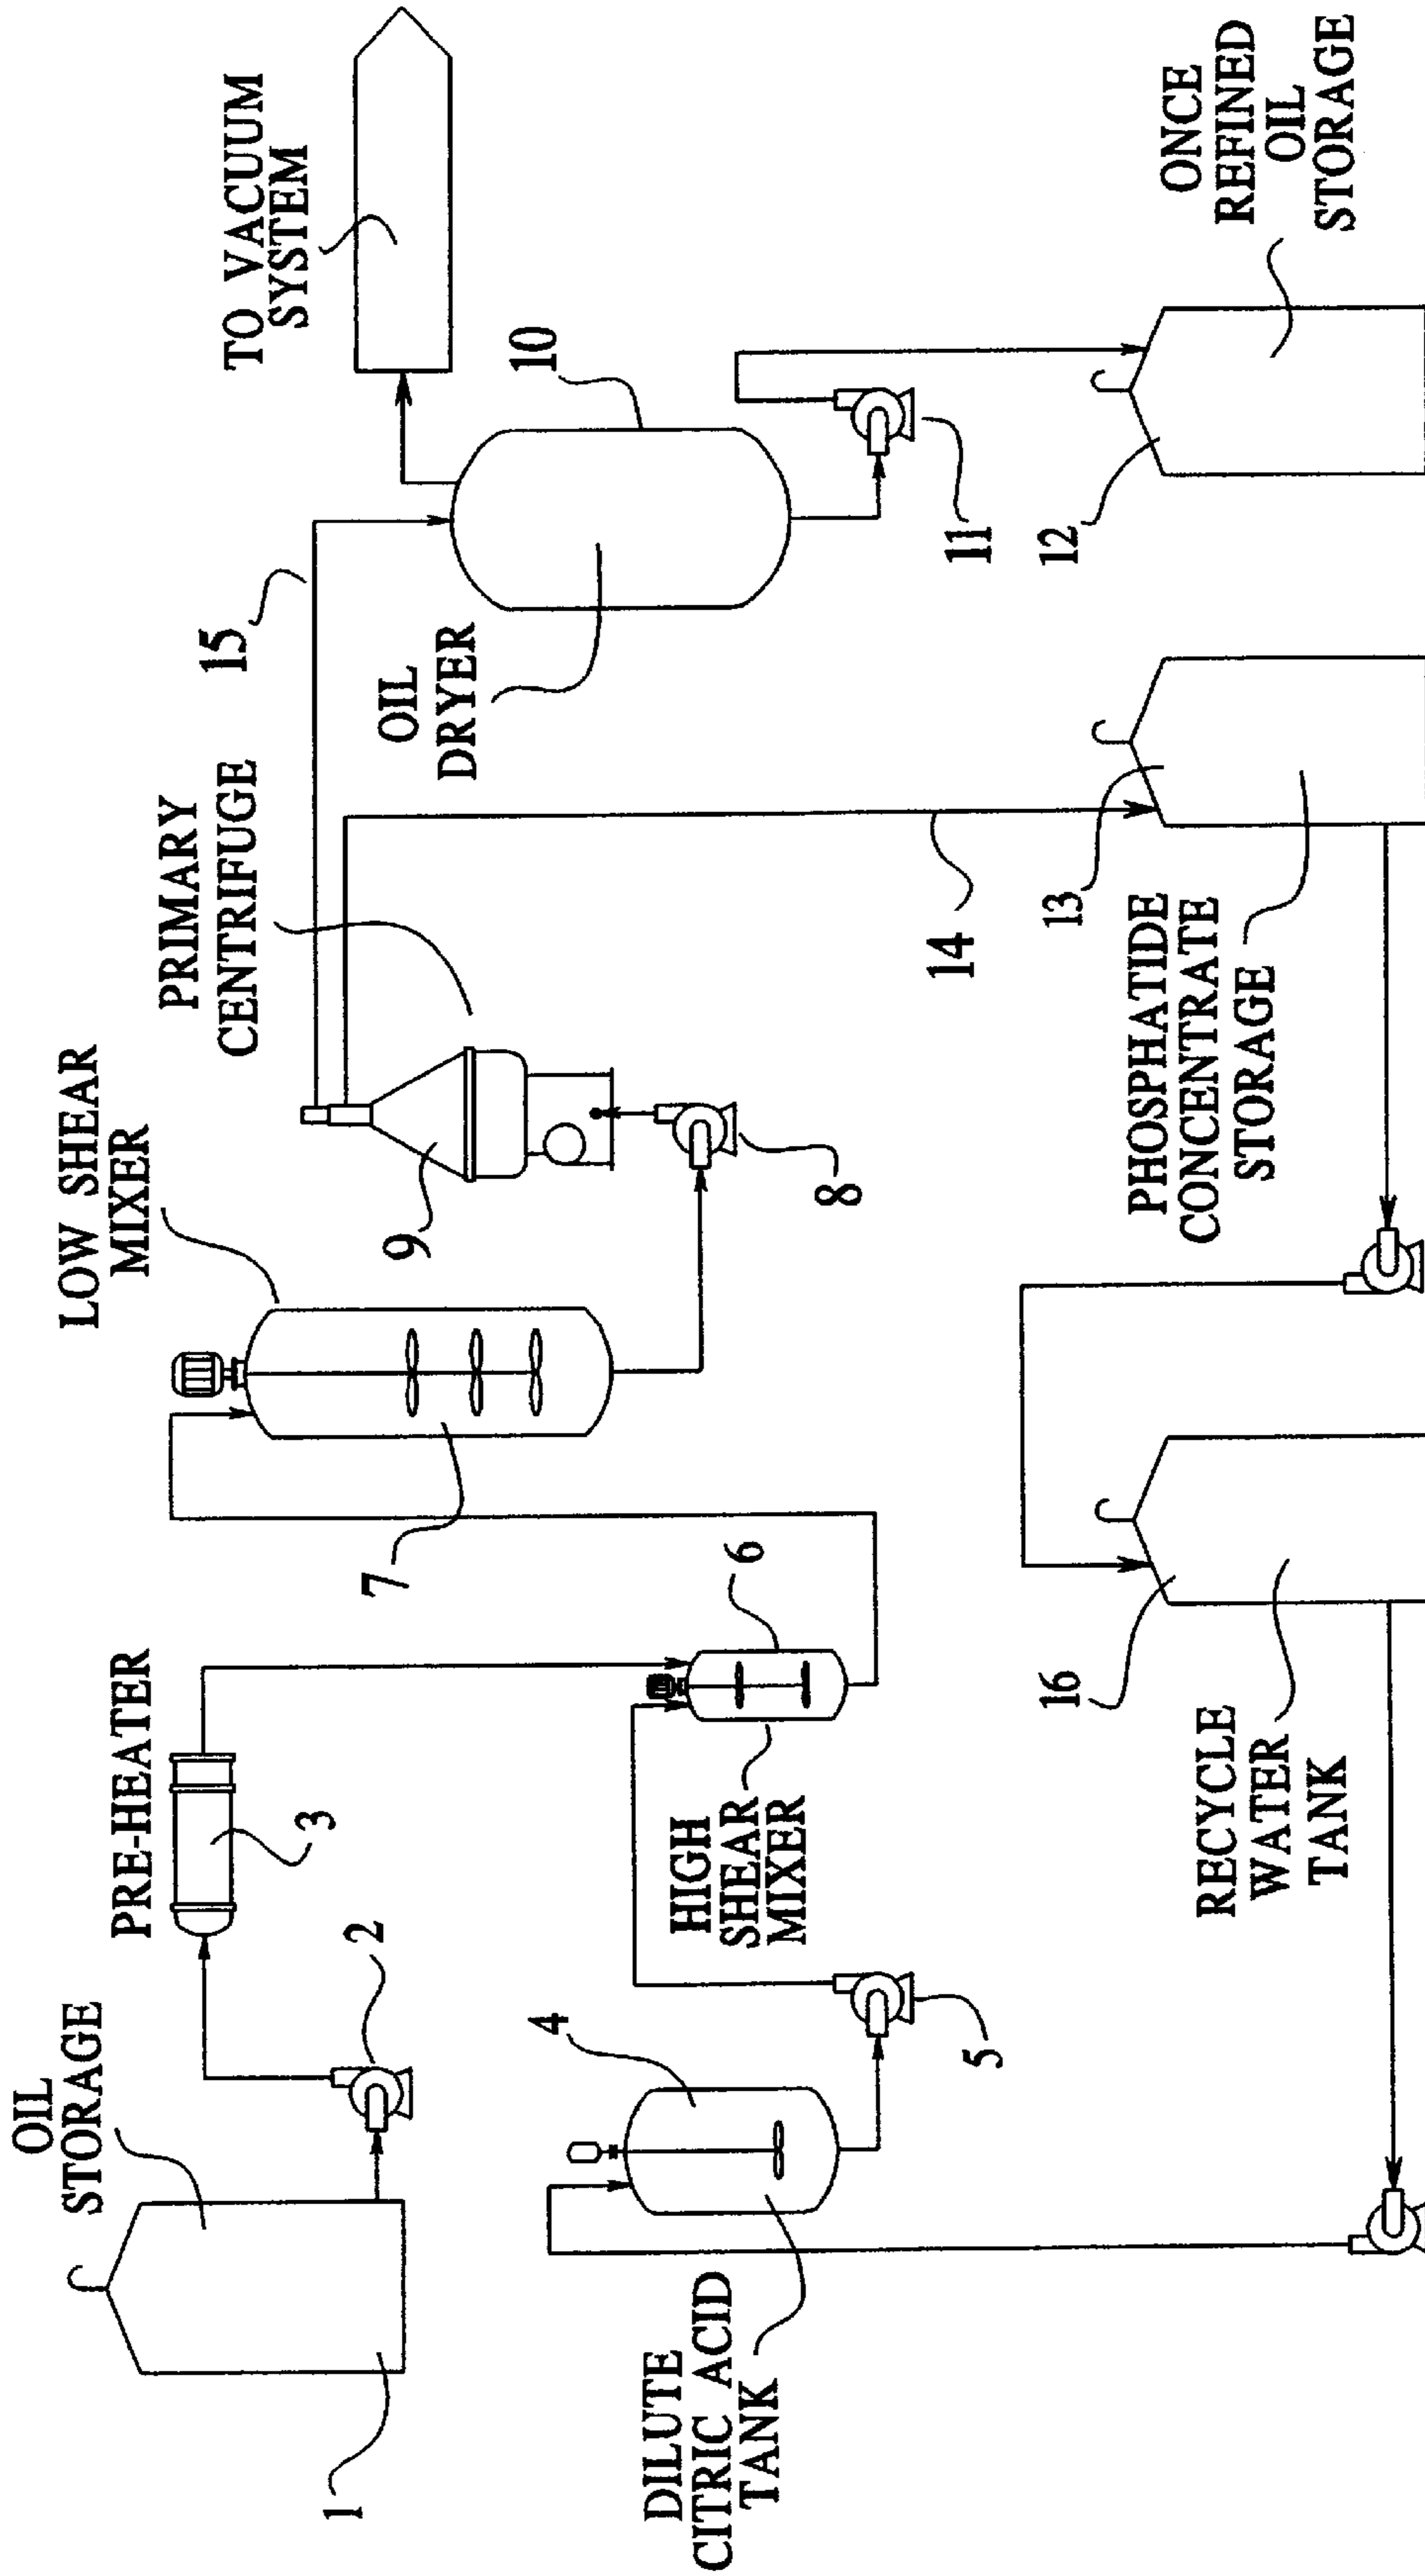 OIL
STORAGE
1
2
PRE-HEATER
3
DILUTE
CITRIC ACID
TANK
4
5
HIGH
SHEAR
MIXER
6
LOW SHEAR
MIXER
7
8
PRIMARY
CENTRIFUGE
9
15
TO VACUUM
SYSTEM
OIL
DRYER
10
11
ONCE
REFINED
OIL
STORAGE
12
14
13
PHOSPHATIDE
CONCENTRATE
STORAGE
16
RECYCLE
WATER
TANK